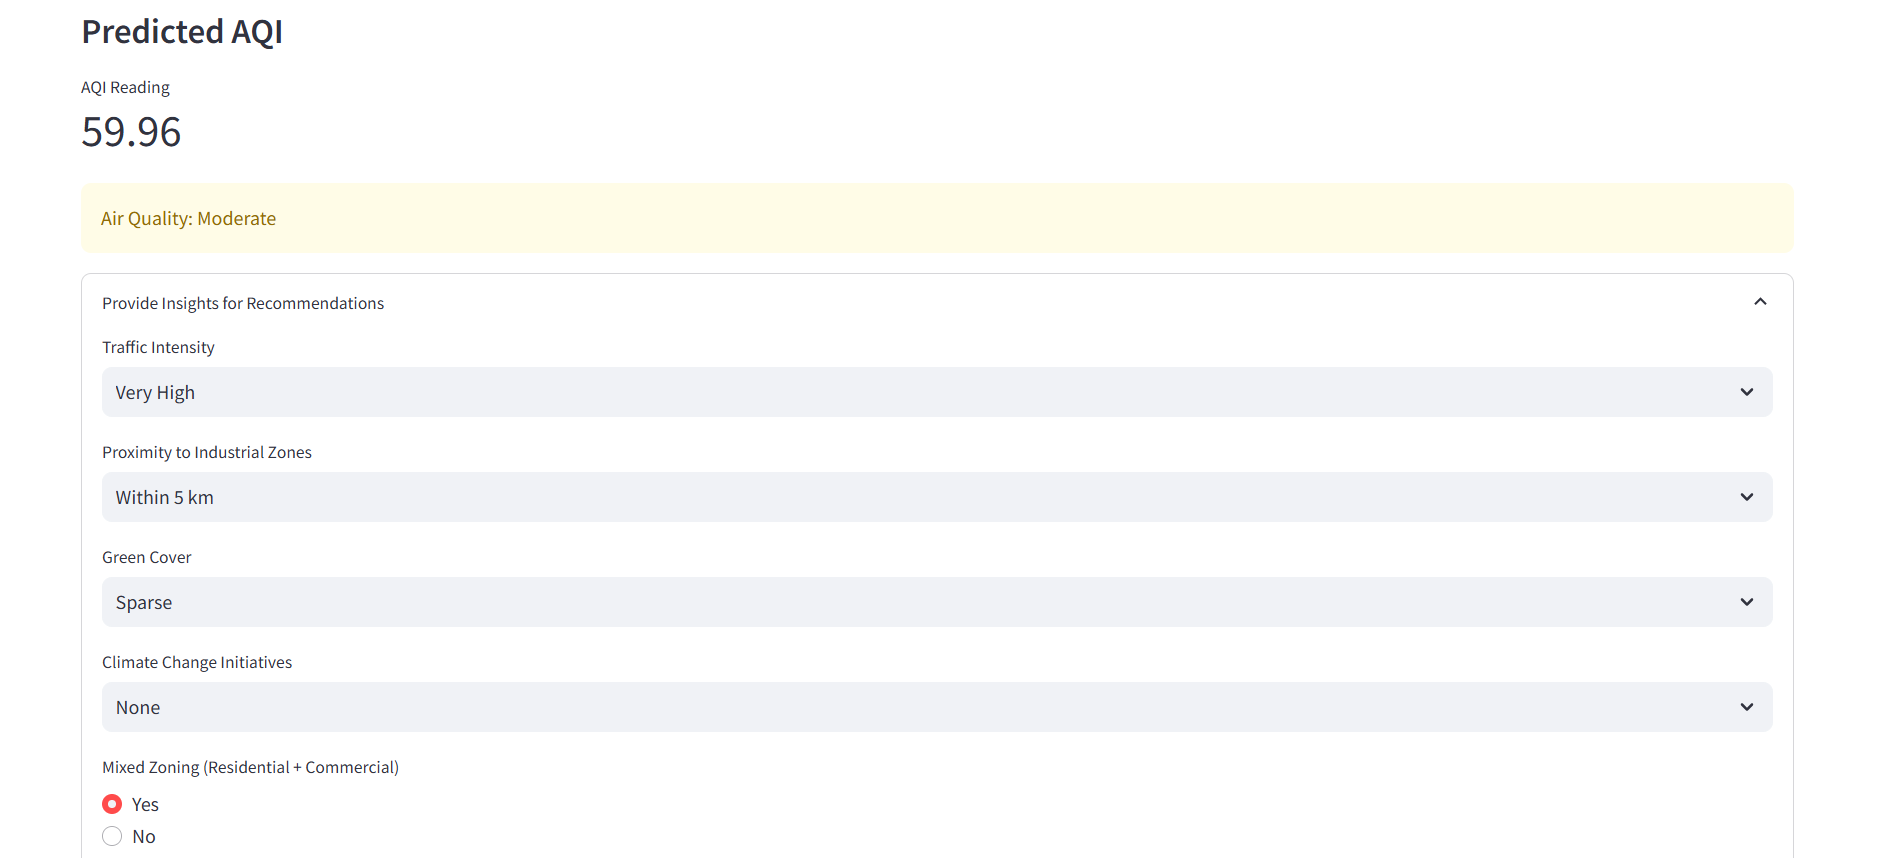 Predicted AQI
AQI Reading
59.96
Air Quality: Moderate
Provide Insights for Recommendations
Traffic Intensity
Very High
Proximity to Industrial Zones
Within 5 km
Green Cover
Sparse
Climate Change Initiatives
None
Mixed Zoning (Residential + Commercial)
Yes
No